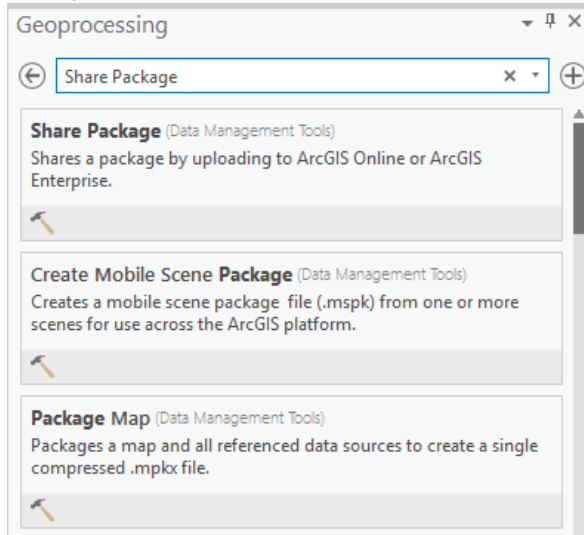 Geoprocessing
Share Package
Share Package (Data Management Tools)
Shares a package by uploading to ArcGIS Online or ArcGIS
Enterprise.
Create Mobile Scene Package (Data Management Tools)
Creates a mobile scene package file (.mspk) from one or more
scenes for use across the ArcGIS platform.
Package Map (Data Management Tools)
Packages a map and all referenced data sources to create a single
compressed .mpkx file.